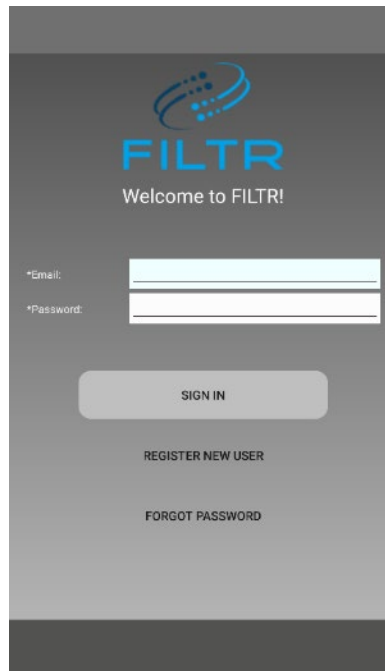 FILTR
Welcome to FILTR!
*Email:
*Password:
SIGN IN
REGISTER NEW USER
FORGOT PASSWORD